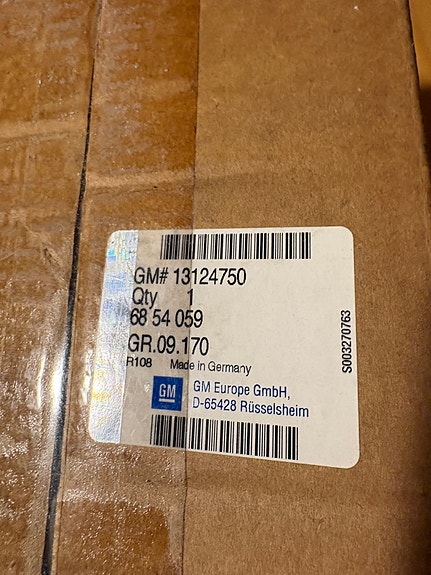 GM# 13124750
Qty 1
68 54 059
GR.09.170
R108 Made in Germany
GM
GM Europe GmbH,
D-65428 Rüsselsheim
S003270763